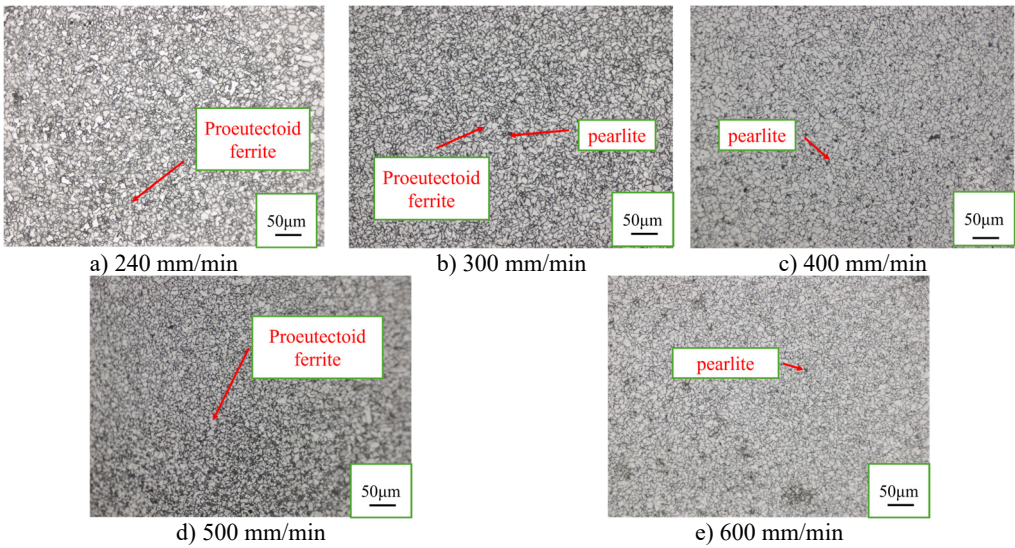 Proeutectoid
ferrite
50μm
a) 240 mm/min
Proeutectoid
ferrite
pearlite
50μm
b) 300 mm/min
pearlite
50μm
c) 400 mm/min
Proeutectoid
ferrite
50μm
d) 500 mm/min
pearlite
50μm
e) 600 mm/min